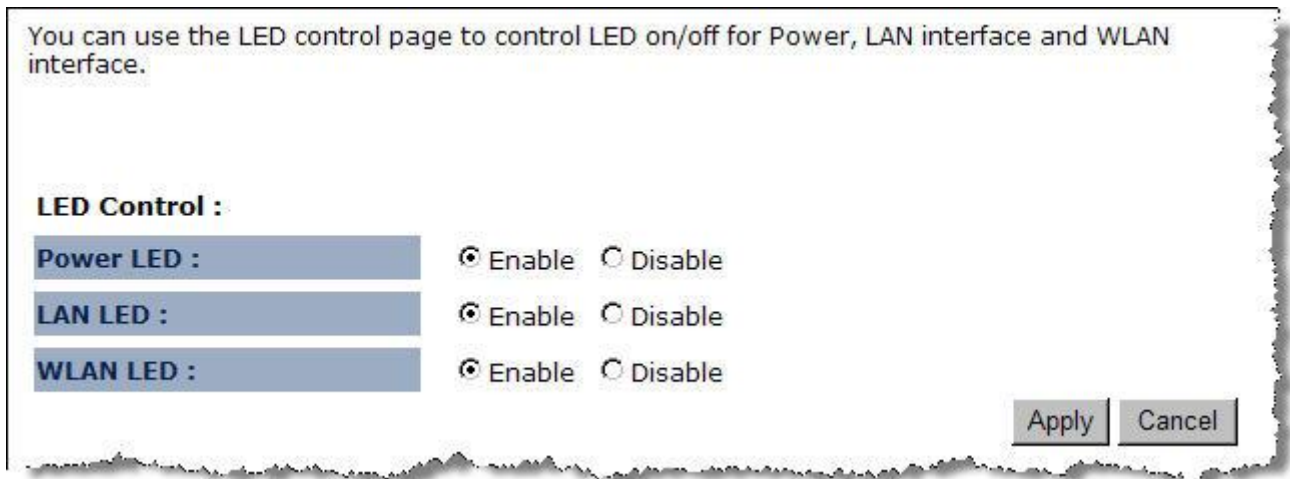 You can use the LED control page to control LED on/off for Power, LAN interface and WLAN
interface.
LED Control :
Power LED : Enable Disable
LAN LED : Enable Disable
WLAN LED : Enable Disable
Apply Cancel